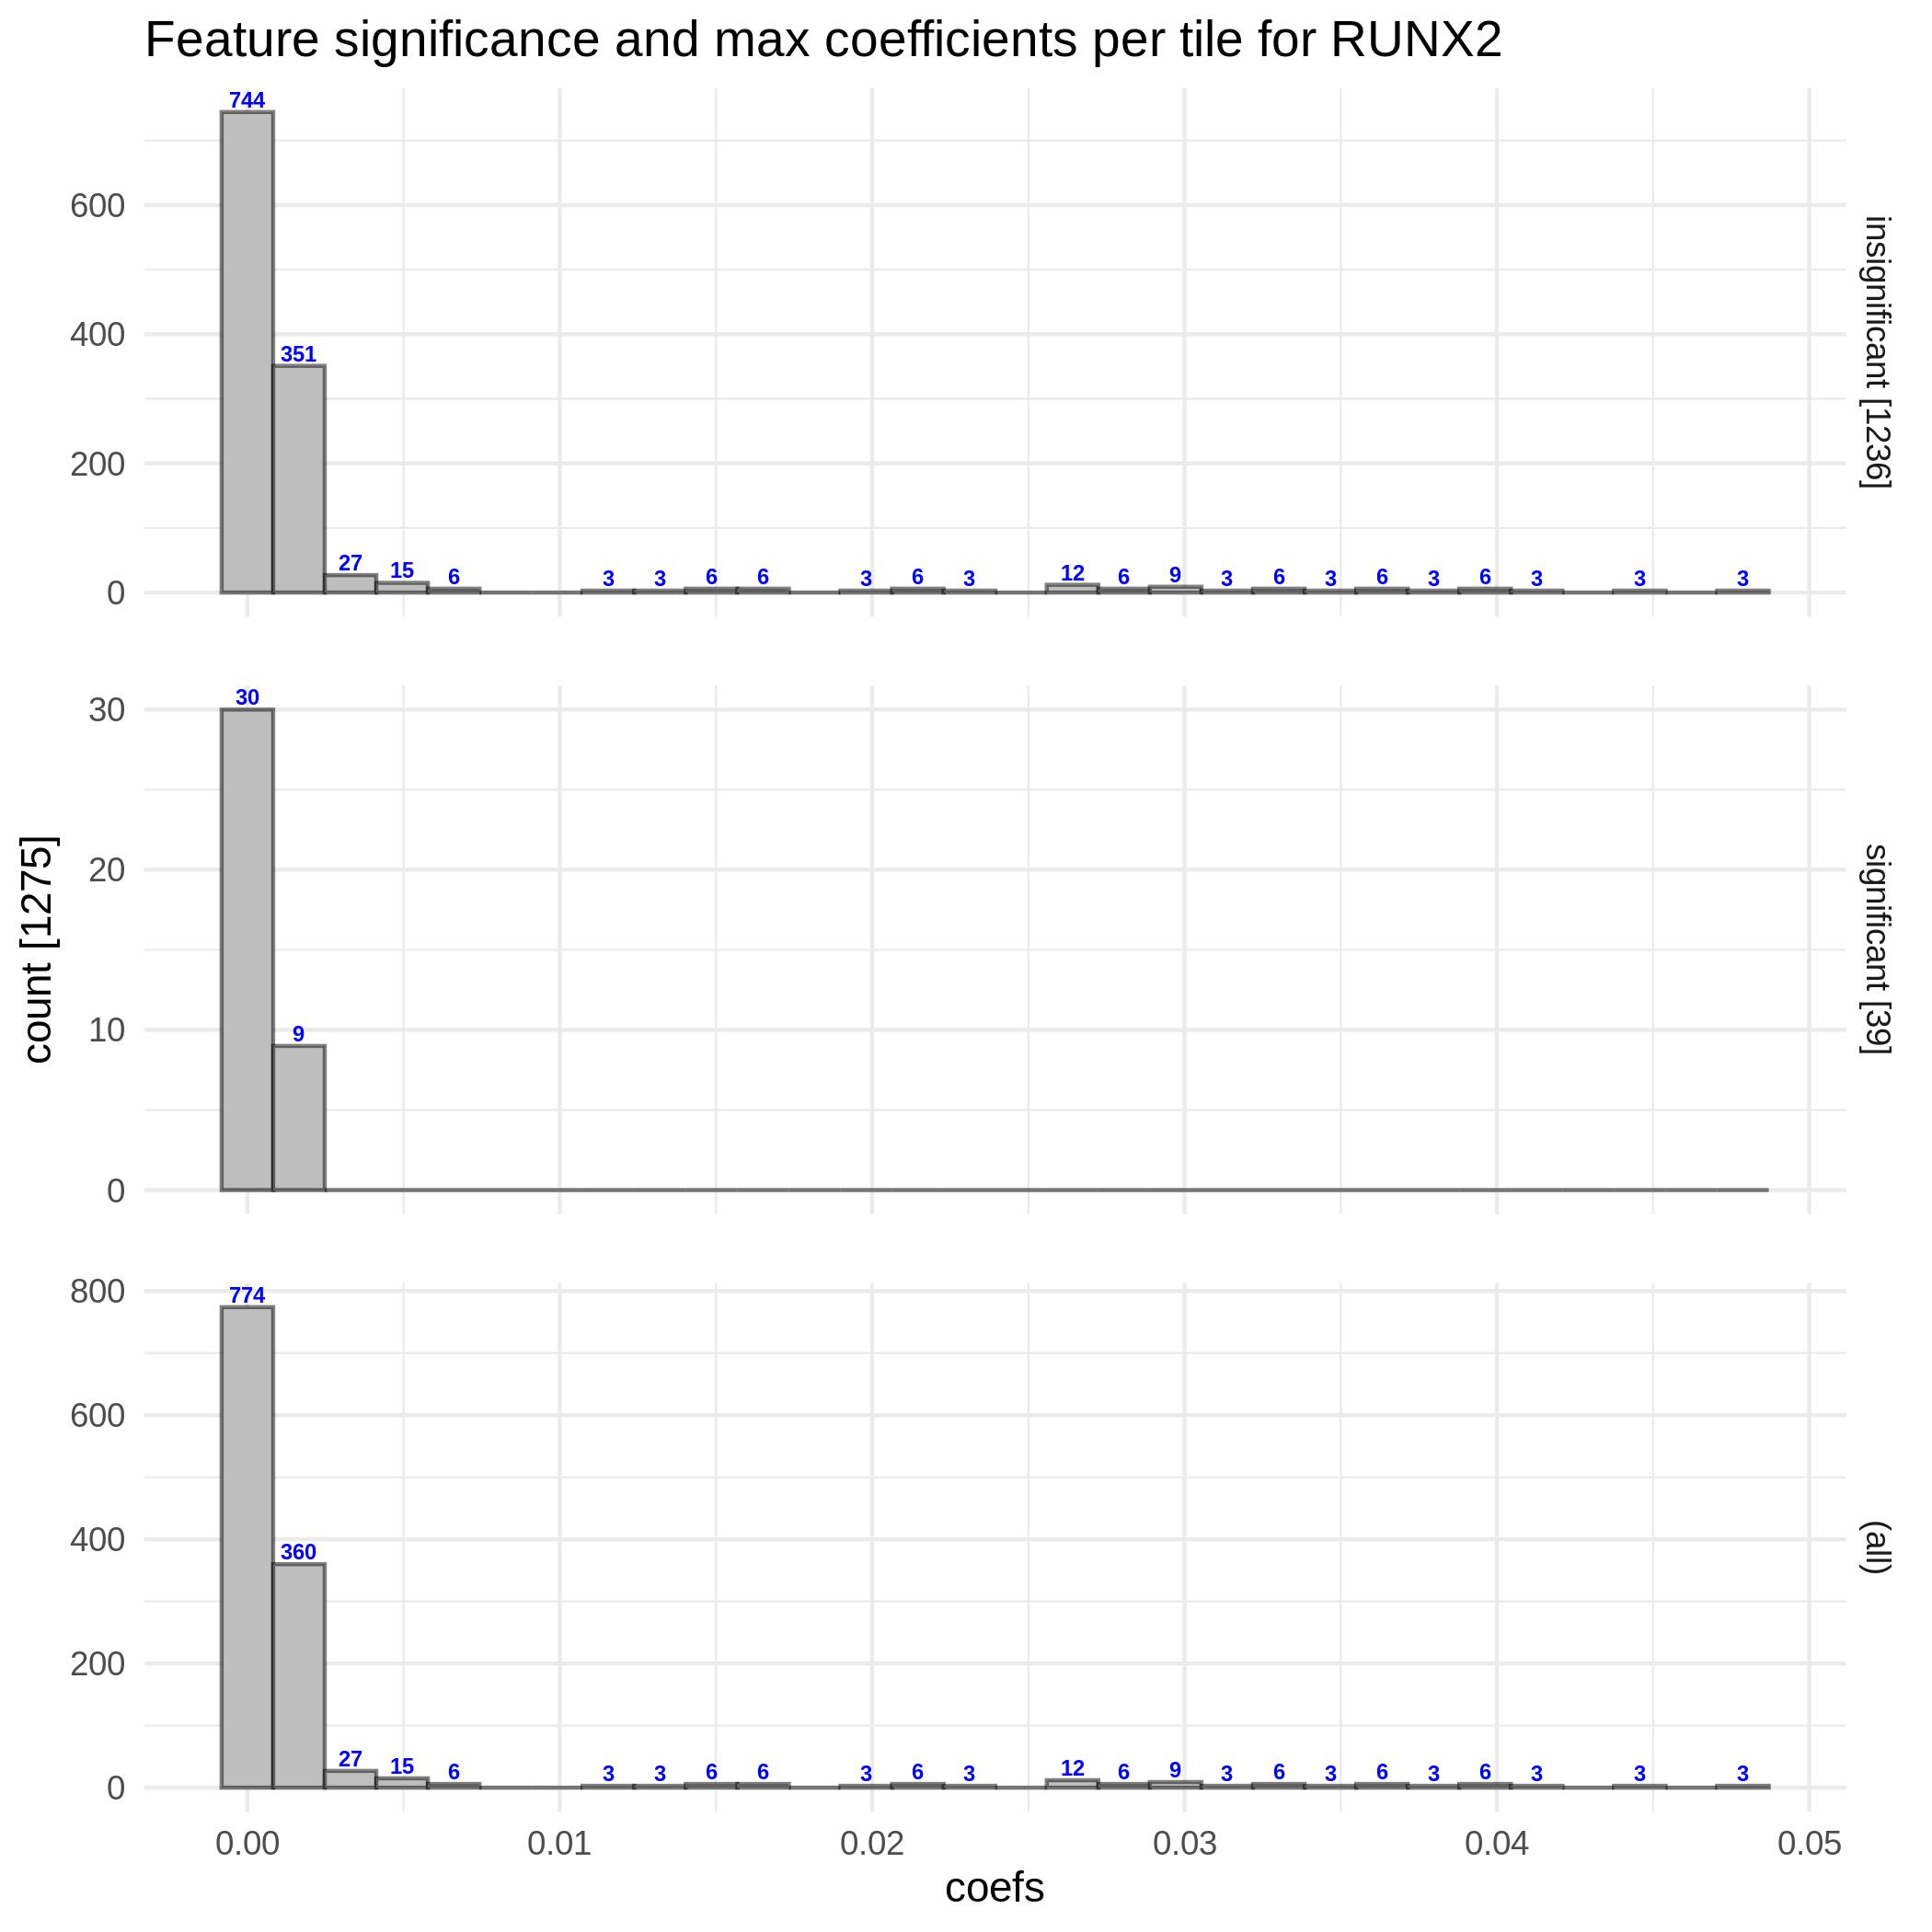 Feature significance and max coefficients per tile for RUNX2
744
351
27 15 6 3 3 6 6 3 6 3 12 6 9 3 6 3 6 3 6 3 3 3
600
400
200
0
insignificant [1236]
30
9
30
20
10
0
significant [39]
count [1275]
774
360
27 15 6 3 3 6 6 3 6 3 12 6 9 3 6 3 6 3 6 3 3 3
800
600
400
200
0
(all)
0.00 0.01 0.02 0.03 0.04 0.05
coefs